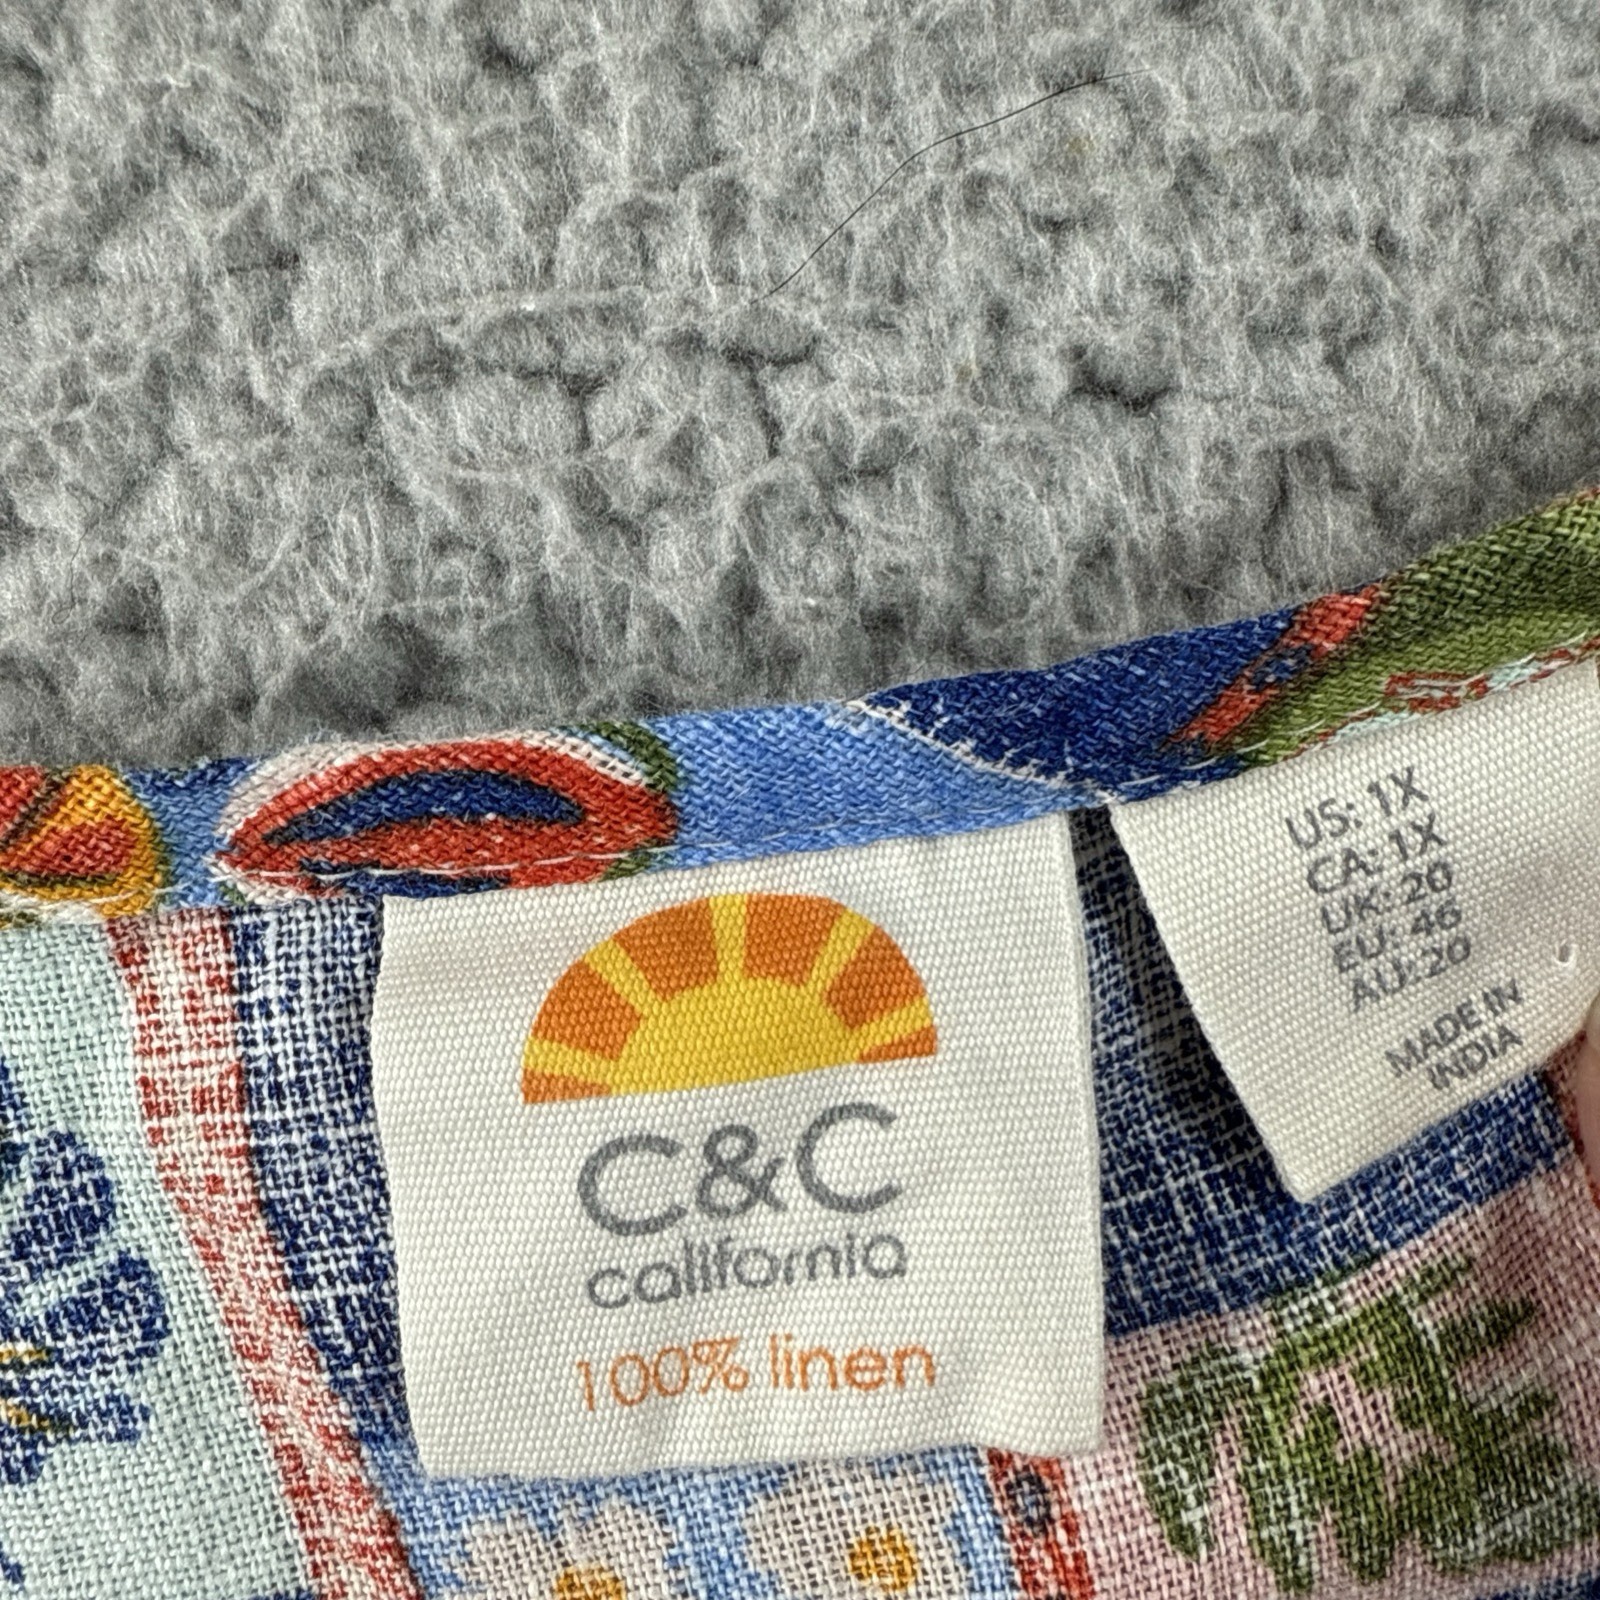 C&C
california
100% linen
US: 1X
CA: 1X
UK: 20
EU: 46
AU: 20
MADE IN
INDIA